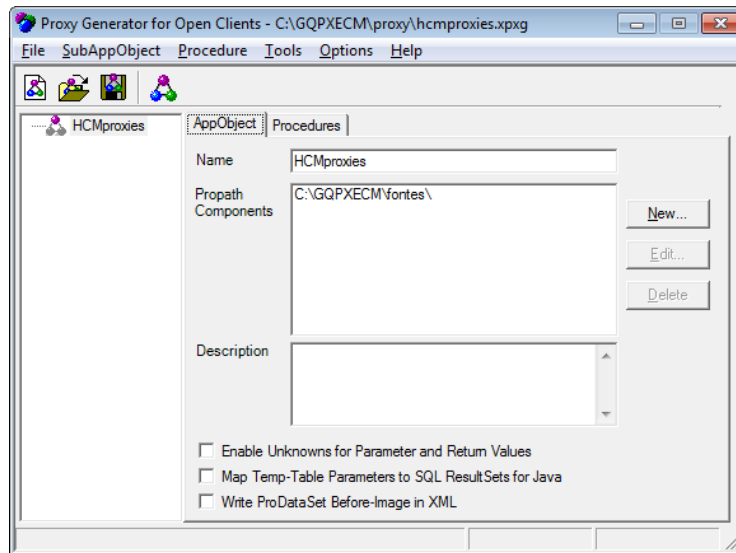 Proxy Generator for Open Clients - C:\GQPXECM\proxy\hcmproxies.xpxg
File SubAppObject Procedure Tools Options Help
HCMproxies
AppObject Procedures
Name HCMproxies
Propath Components C:\GQPXECM\fontes\
New...
Edit...
Delete
Description
Enable Unknowns for Parameter and Return Values
Map Temp-Table Parameters to SQL ResultSets for Java
Write ProDataSet Before-Image in XML